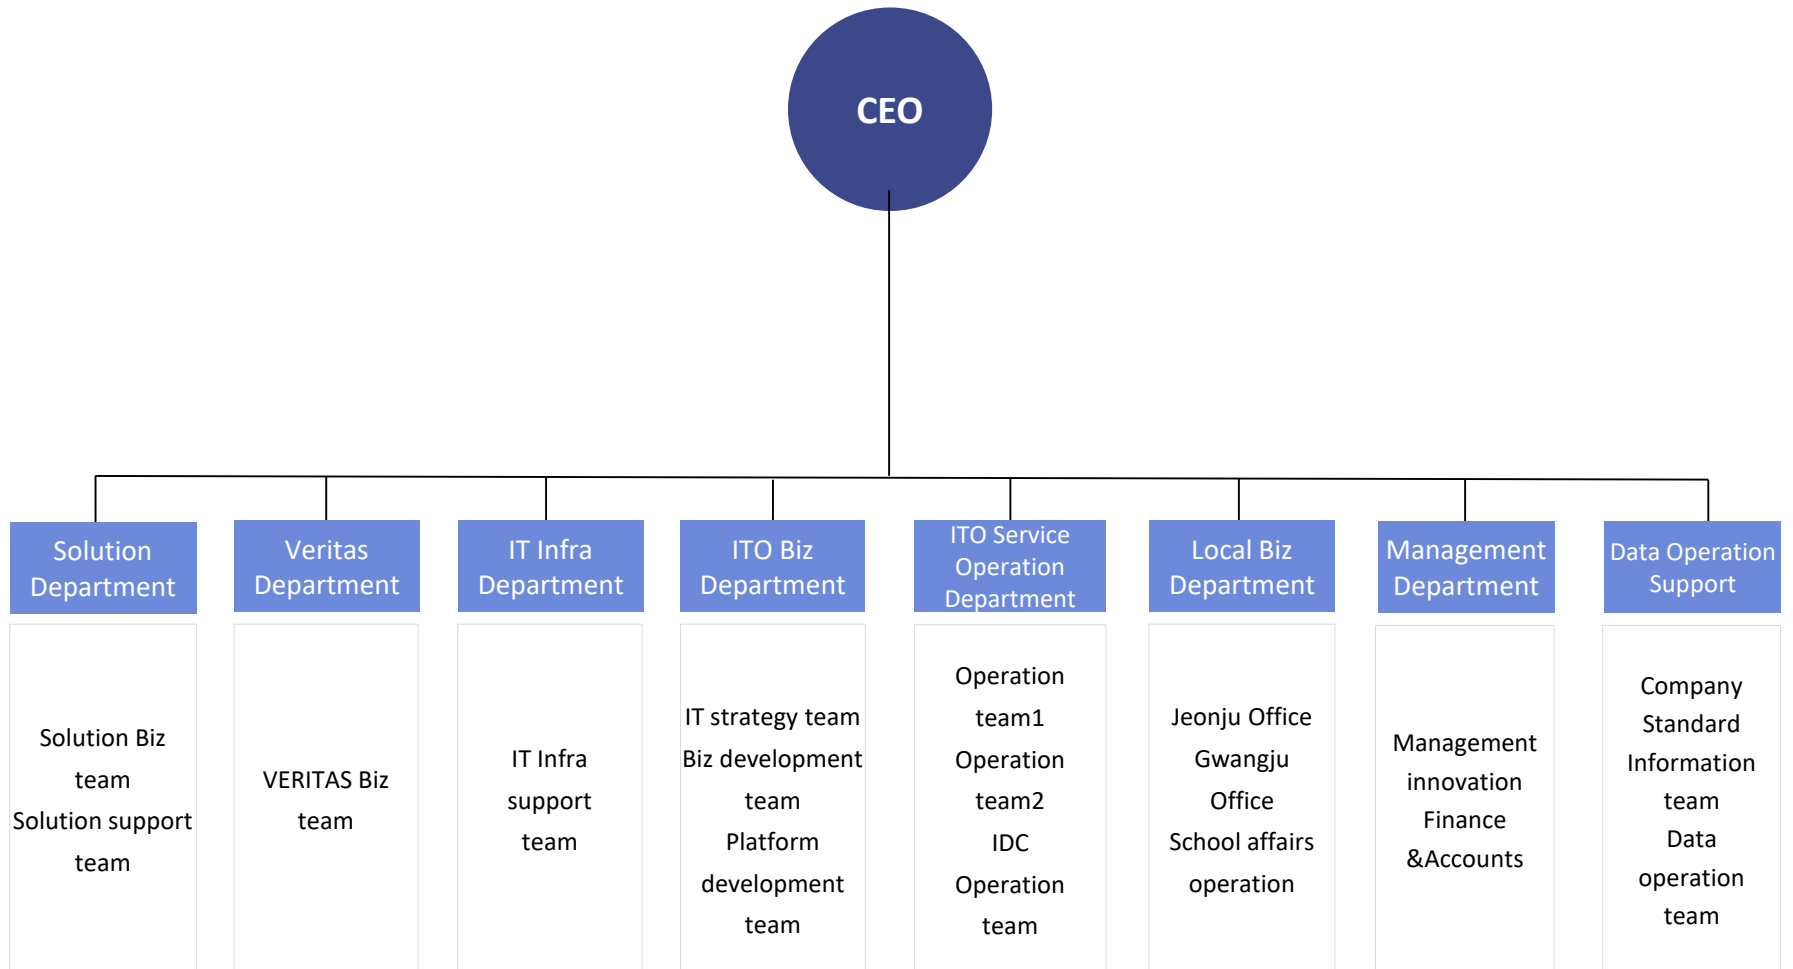 CEO
Solution
Department
Veritas
Department
IT Infra
Department
ITO Biz
Department
ITO Service
Operation
Department
Local Biz
Department
Management
Department
Data Operation
Support
Solution Biz
team
Solution support
team
VERITAS Biz
team
IT Infra
support
team
IT strategy team
Biz development
team
Platform
development
team
Operation
team1
Operation
team2
IDC
Operation
team
Jeonju Office
Gwangju
Office
School affairs
operation
Management
innovation
Finance
&Accounts
Company
Standard
Information
team
Data
operation
team